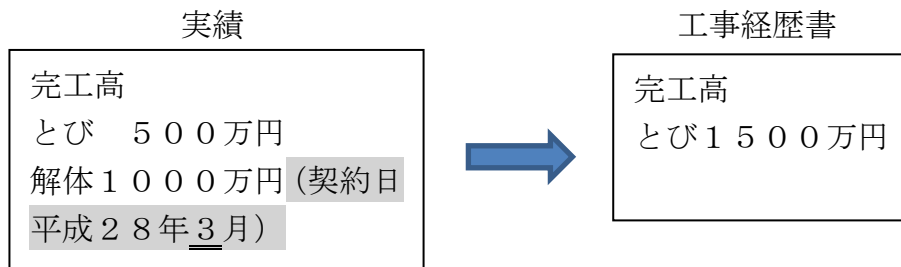 実績
完工高
とび　５００万円
解体１０００万円（契約日
平成２８年３月）
工事経歴書
完工高
とび１５００万円